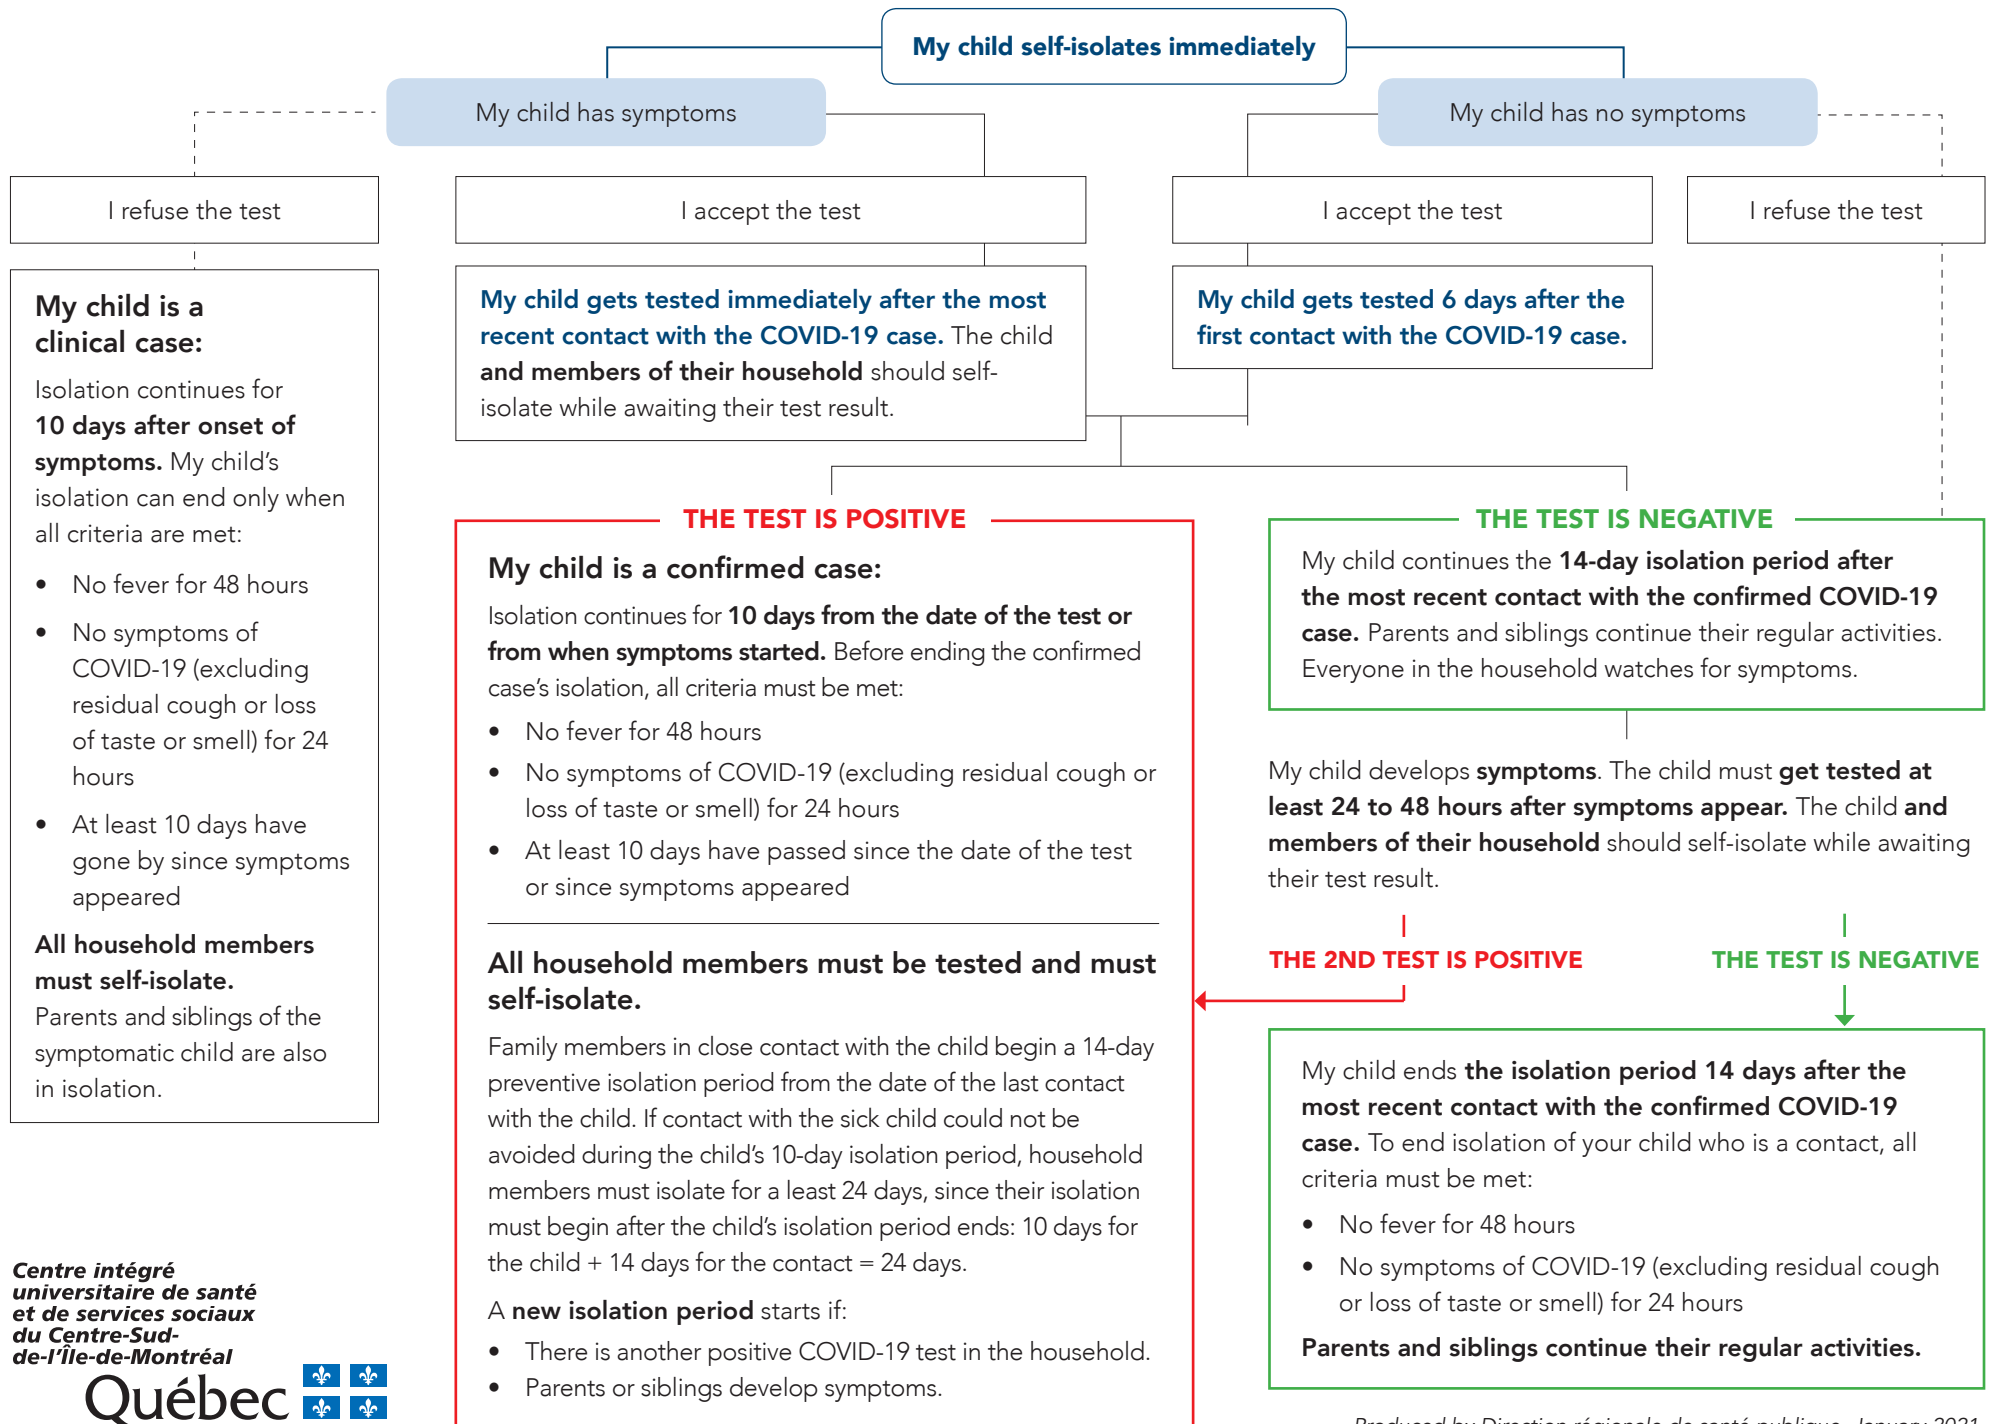 My child self-isolates immediately
My child has symptoms
My child has no symptoms
I refuse the test
I accept the test
I accept the test
I refuse the test
My child is a
clinical case:
Isolation continues for
10 days after onset of
symptoms. My child's
isolation can end only when
all criteria are met:
• No fever for 48 hours
• No symptoms of
COVID-19 (excluding
residual cough or loss
of taste or smell) for 24
hours
• At least 10 days have
gone by since symptoms
appeared
All household members
must self-isolate.
Parents and siblings of the
symptomatic child are also
in isolation.
My child gets tested immediately after the most
recent contact with the COVID-19 case. The child
and members of their household should self-
isolate while awaiting their test result.
My child gets tested 6 days after the
first contact with the COVID-19 case.
THE TEST IS POSITIVE
My child is a confirmed case:
Isolation continues for 10 days from the date of the test or
from when symptoms started. Before ending the confirmed
case's isolation, all criteria must be met:
• No fever for 48 hours
• No symptoms of COVID-19 (excluding residual cough or
loss of taste or smell) for 24 hours
• At least 10 days have passed since the date of the test
or since symptoms appeared
All household members must be tested and must
self-isolate.
Family members in close contact with the child begin a 14-day
preventive isolation period from the date of the last contact
with the child. If contact with the sick child could not be
avoided during the child's 10-day isolation period, household
members must isolate for a least 24 days, since their isolation
must begin after the child's isolation period ends: 10 days for
the child + 14 days for the contact = 24 days.
A new isolation period starts if:
• There is another positive COVID-19 test in the household.
• Parents or siblings develop symptoms.
THE TEST IS NEGATIVE
My child continues the 14-day isolation period after
the most recent contact with the confirmed COVID-19
case. Parents and siblings continue their regular activities.
Everyone in the household watches for symptoms.
My child develops symptoms. The child must get tested at
least 24 to 48 hours after symptoms appear. The child and
members of their household should self-isolate while awaiting
their test result.
THE 2ND TEST IS POSITIVE
THE TEST IS NEGATIVE
My child ends the isolation period 14 days after the
most recent contact with the confirmed COVID-19
case. To end isolation of your child who is a contact, all
criteria must be met:
• No fever for 48 hours
• No symptoms of COVID-19 (excluding residual cough
or loss of taste or smell) for 24 hours
Parents and siblings continue their regular activities.
Centre intégré
universitaire de santé
et de services sociaux
du Centre-Sud-
de-l'Île-de-Montréal
Québec
Produced by Direction régionale de santé publique, January 2021